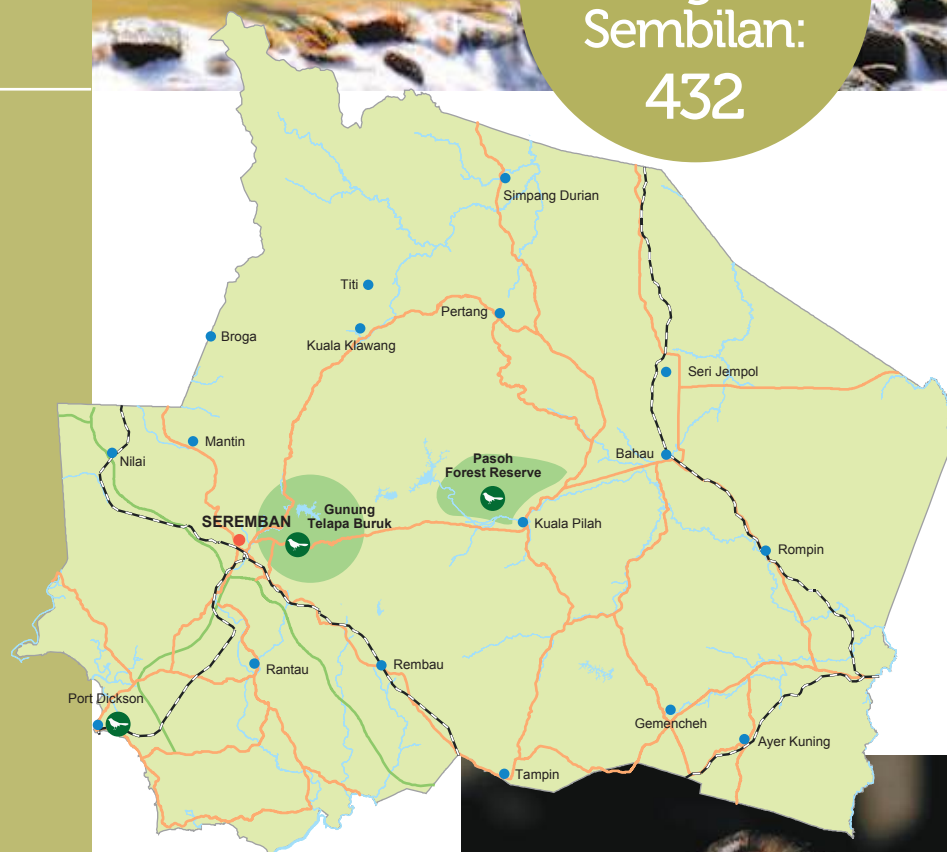 Sembilan:
432
Simpang Durian
Titi
Pertang
Broga
Kuala Klawang
Seri Jempol
Mantin
Nilai
Bahau
Pasoh
Forest Reserve
SEREMBAN
Gunung
Telapa Buruk
Kuala Pilah
Rompin
Rantau
Rembau
Port Dickson
Gemencheh
Ayer Kuning
Tampin